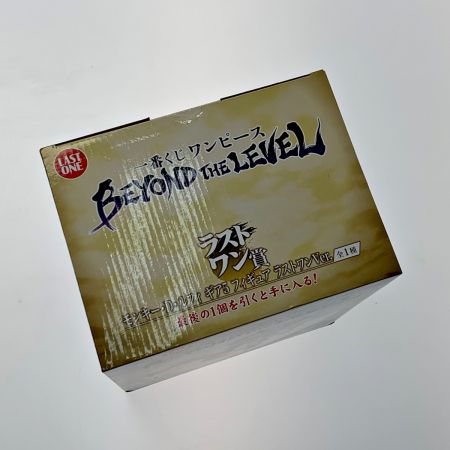 LAST
ONE
一番くじ ワンピース
BEYOND THE LEVEL
ラスト
ワン賞
モンキー・D・ルフィ ギア5 フィギュア ラストワンVer. 全1種
最後の1個を引くと手に入る!